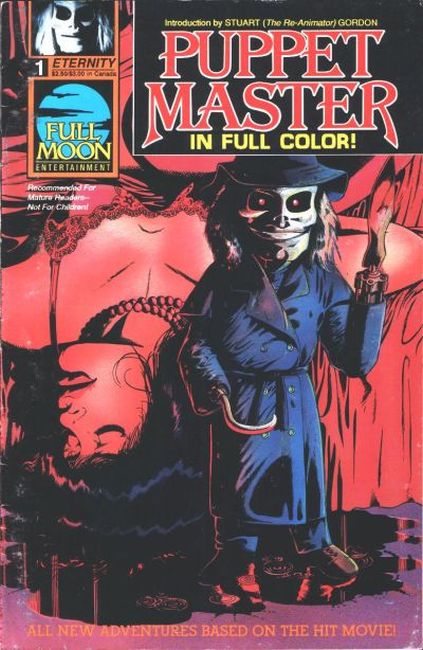 Introduction by STUART (The Re-Animator) GORDON
1 ETERNITY
$2.50/$3.00 in Canada
PUPPET
MASTER
IN FULL COLOR!
FULL
MOON
ENTERTAINMENT
Recommended For
Mature Readers—
Not For Children!
ALL NEW ADVENTURES BASED ON THE HIT MOVIE!